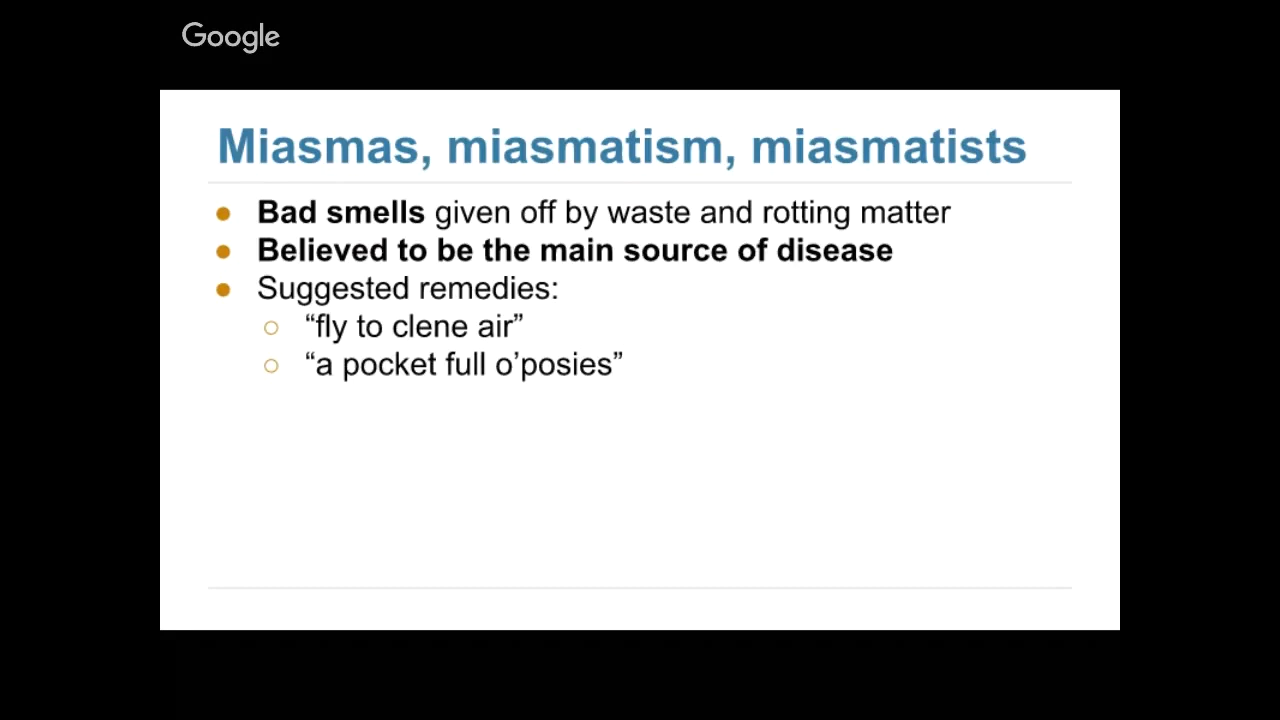 Google
Miasmas, miasmatism, miasmatists
● Bad smells given off by waste and rotting matter
● Believed to be the main source of disease
● Suggested remedies:
○ “fly to clene air”
○ “a pocket full o’posies”